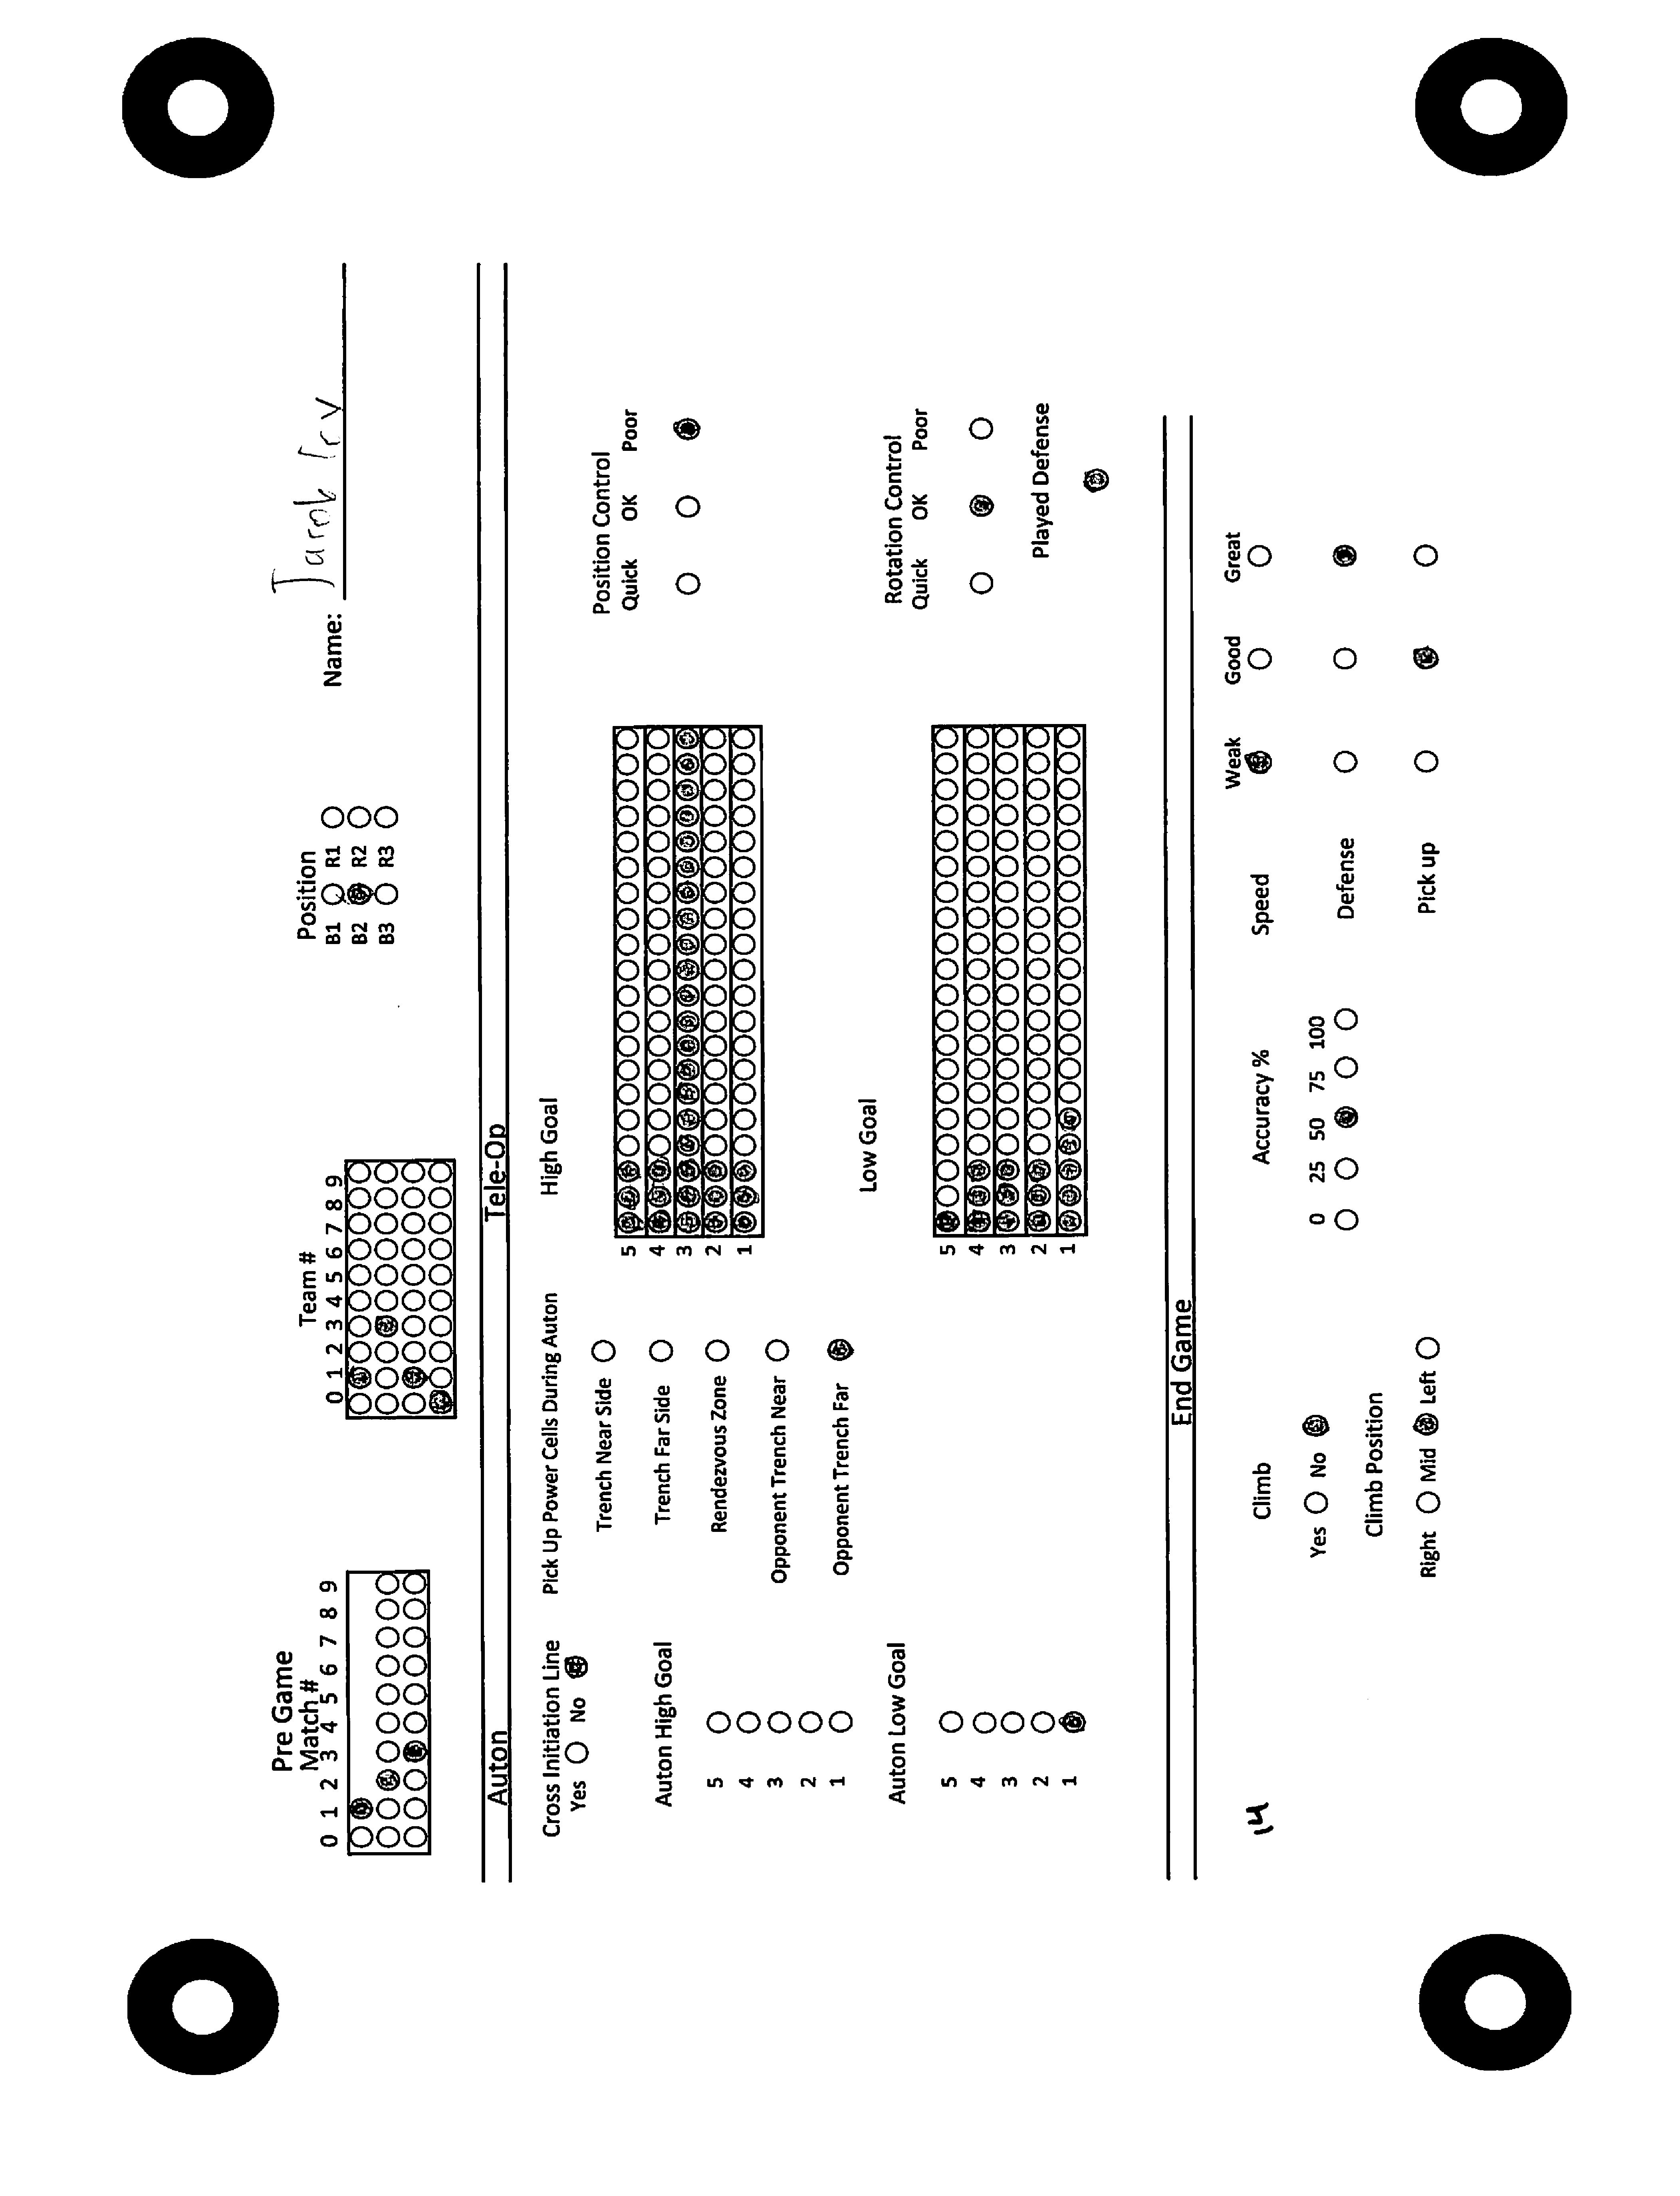 Pre Game
Match #
0 1 2 3 4 5 6 7 8 9
Team #
0 1 2 3 4 5 6 7 8 9
Position
B1 R1
B2 R2
B3 R3
Name:
Auton
Tele-Op
Cross Initiation Line
Yes No
Auton High Goal
5
4
3
2
1
Auton Low Goal
5
4
3
2
1
Pick Up Power Cells During Auton
Trench Near Side
Trench Far Side
Rendezvous Zone
Opponent Trench Near
Opponent Trench Far
High Goal
5
4
3
2
1
Low Goal
5
4
3
2
1
Position Control
Quick OK Poor
Rotation Control
Quick OK Poor
Played Defense
End Game
14
Climb
Yes No
Climb Position
Right Mid Left
Accuracy %
0 25 50 75 100
Weak Good Great
Speed
Defense
Pick up